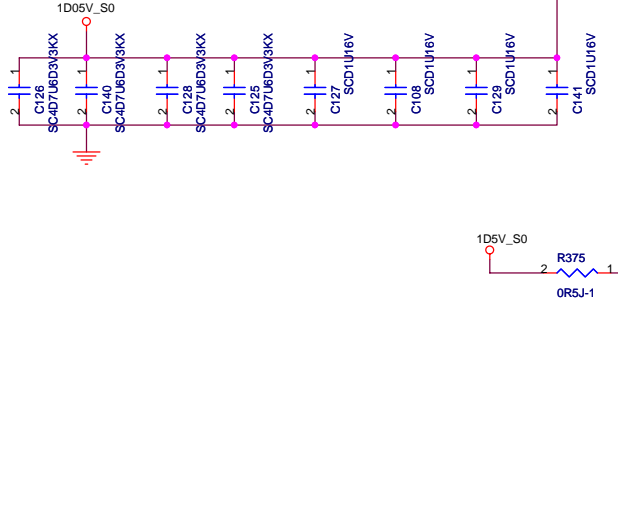 1D05V_S0
1
2
C126
SC4D7U6D3V3KX
1
2
C140
SC4D7U6D3V3KX
1
2
C128
SC4D7U6D3V3KX
1
2
C125
SC4D7U6D3V3KX
1
2
C127
SCD1U16V
1
2
C108
SCD1U16V
1
2
C129
SCD1U16V
1
2
C141
SCD1U16V
1D5V_S0
R375
2
1
0R5J-1